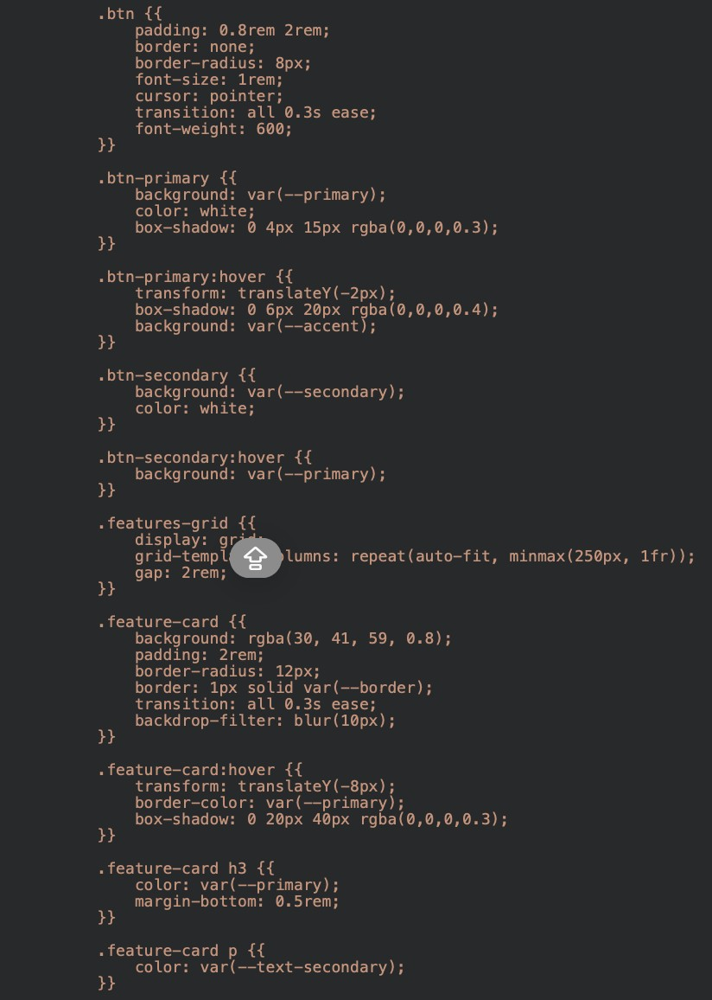 .btn {{
padding: 0.8rem 2rem;
border: none;
border-radius: 8px;
font-size: 1rem;
cursor: pointer;
transition: all 0.3s ease;
font-weight: 600;
}}
.btn-primary {{
background: var(--primary);
color: white;
box-shadow: 0 4px 15px rgba(0,0,0,0.3);
}}
.btn-primary:hover {{
transform: translateY(-2px);
box-shadow: 0 6px 20px rgba(0,0,0,0.4);
background: var(--accent);
}}
.btn-secondary {{
background: var(--secondary);
color: white;
}}
.btn-secondary:hover {{
background: var(--primary);
}}
.features-grid {{
display: grid;
repeat(auto-fit, minmax(250px, 1fr));
gap: 2rem;
}}
.feature-card {{
background: rgba(30, 41, 59, 0.8);
padding: 2rem;
border-radius: 12px;
border: 1px solid var(--border);
transition: all 0.3s ease;
backdrop-filter: blur(10px);
}}
.feature-card:hover {{
transform: translateY(-8px);
border-color: var(--primary);
box-shadow: 0 20px 40px rgba(0,0,0,0.3);
}}
.feature-card h3 {{
color: var(--primary);
margin-bottom: 0.5rem;
}}
.feature-card p {{
color: var(--text-secondary);
}}